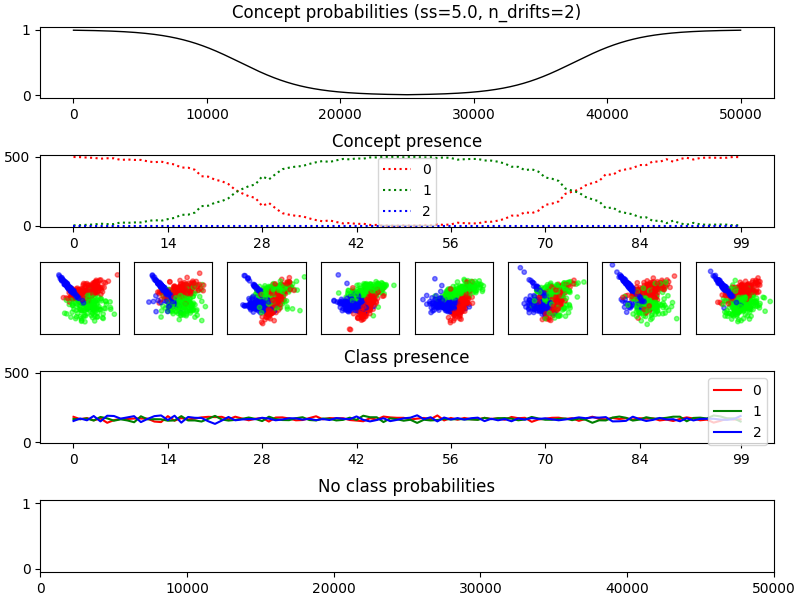 Concept probabilities (ss=5.0, n_drifts=2)
1
0
0 10000 20000 30000 40000 50000
Concept presence
500
0
0
1
2
0 14 28 42 56 70 84 99
Class presence
500
0
0
1
2
0 14 28 42 56 70 84 99
No class probabilities
1
0
0 10000 20000 30000 40000 50000